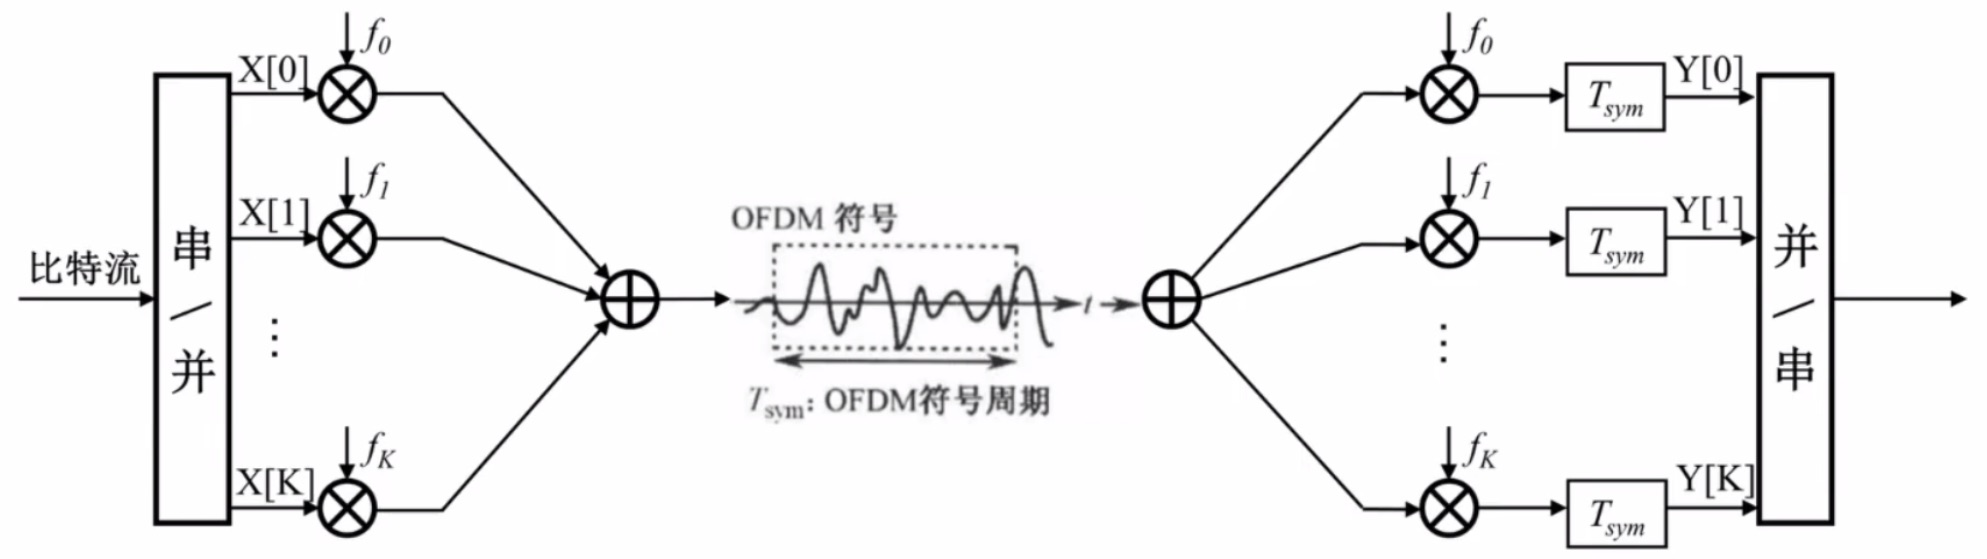 比特流
串/并
X[0]
f0
X[1]
f1
⋮
X[K]
fK
OFDM 符号
t
Tsym: OFDM符号周期
f0
Tsym
Y[0]
f1
Tsym
Y[1]
⋮
fK
Tsym
Y[K]
并/串